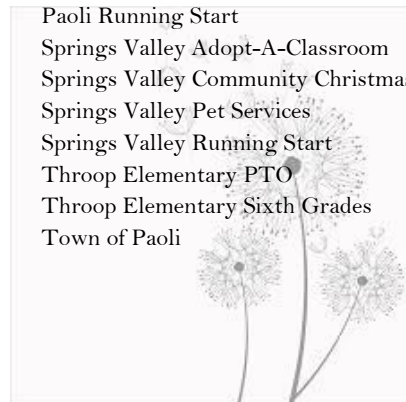 Paoli Running Start
Springs Valley Adopt-A-Classroom
Springs Valley Community Christmas
Springs Valley Pet Services
Springs Valley Running Start
Throop Elementary PTO
Throop Elementary Sixth Grades
Town of Paoli